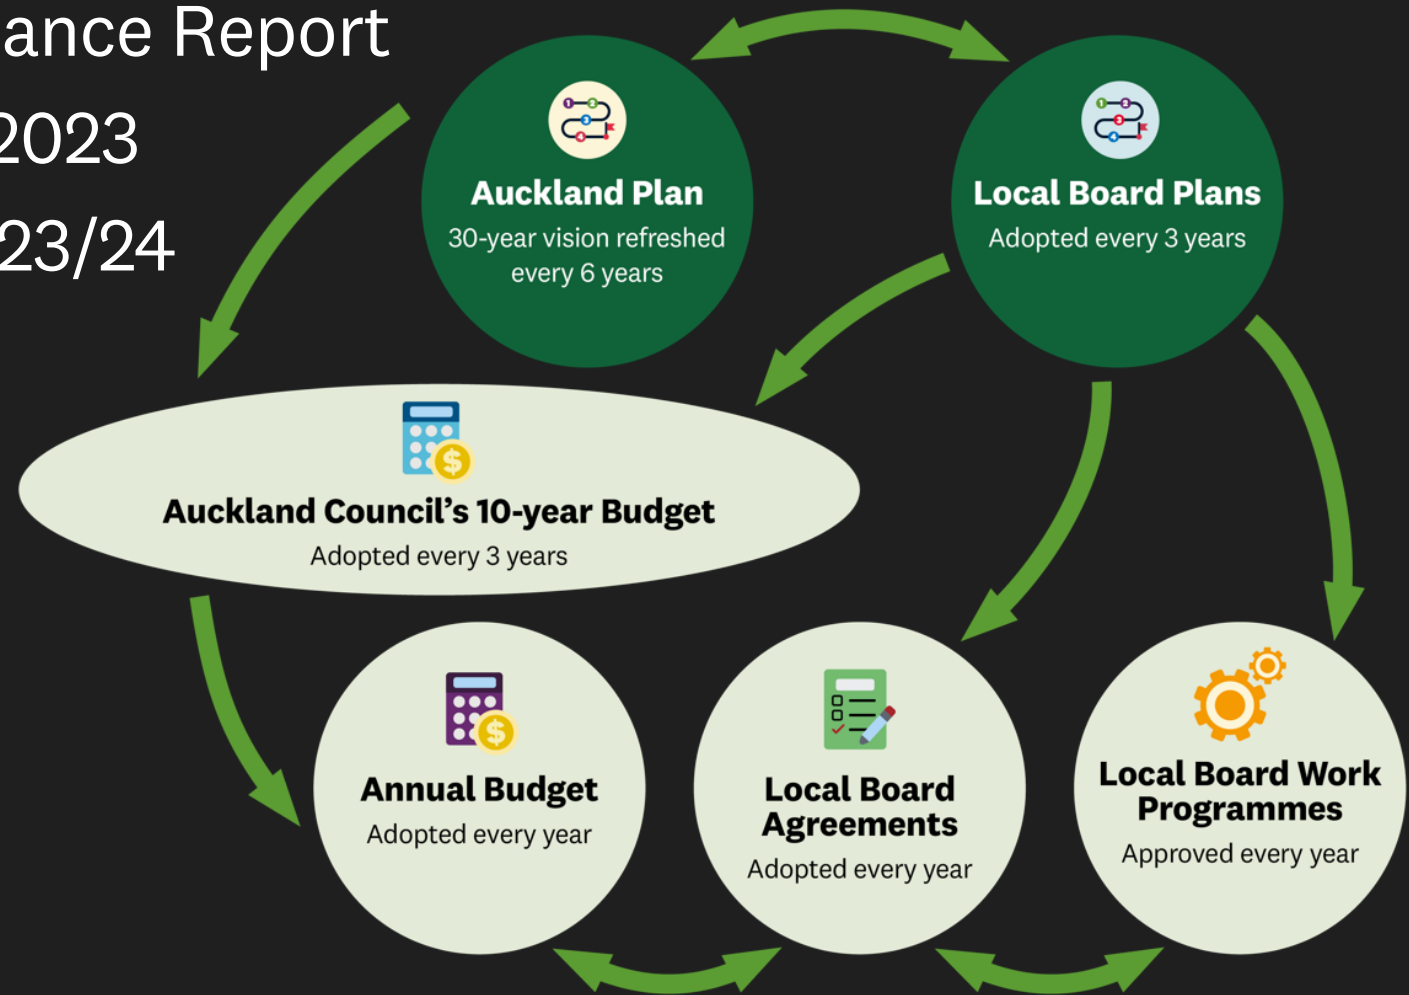 ance Report
2023
23/24
Auckland Plan
30-year vision refreshed
every 6 years
Local Board Plans
Adopted every 3 years
Auckland Council’s 10-year Budget
Adopted every 3 years
Annual Budget
Adopted every year
Local Board
Agreements
Adopted every year
Local Board Work
Programmes
Approved every year